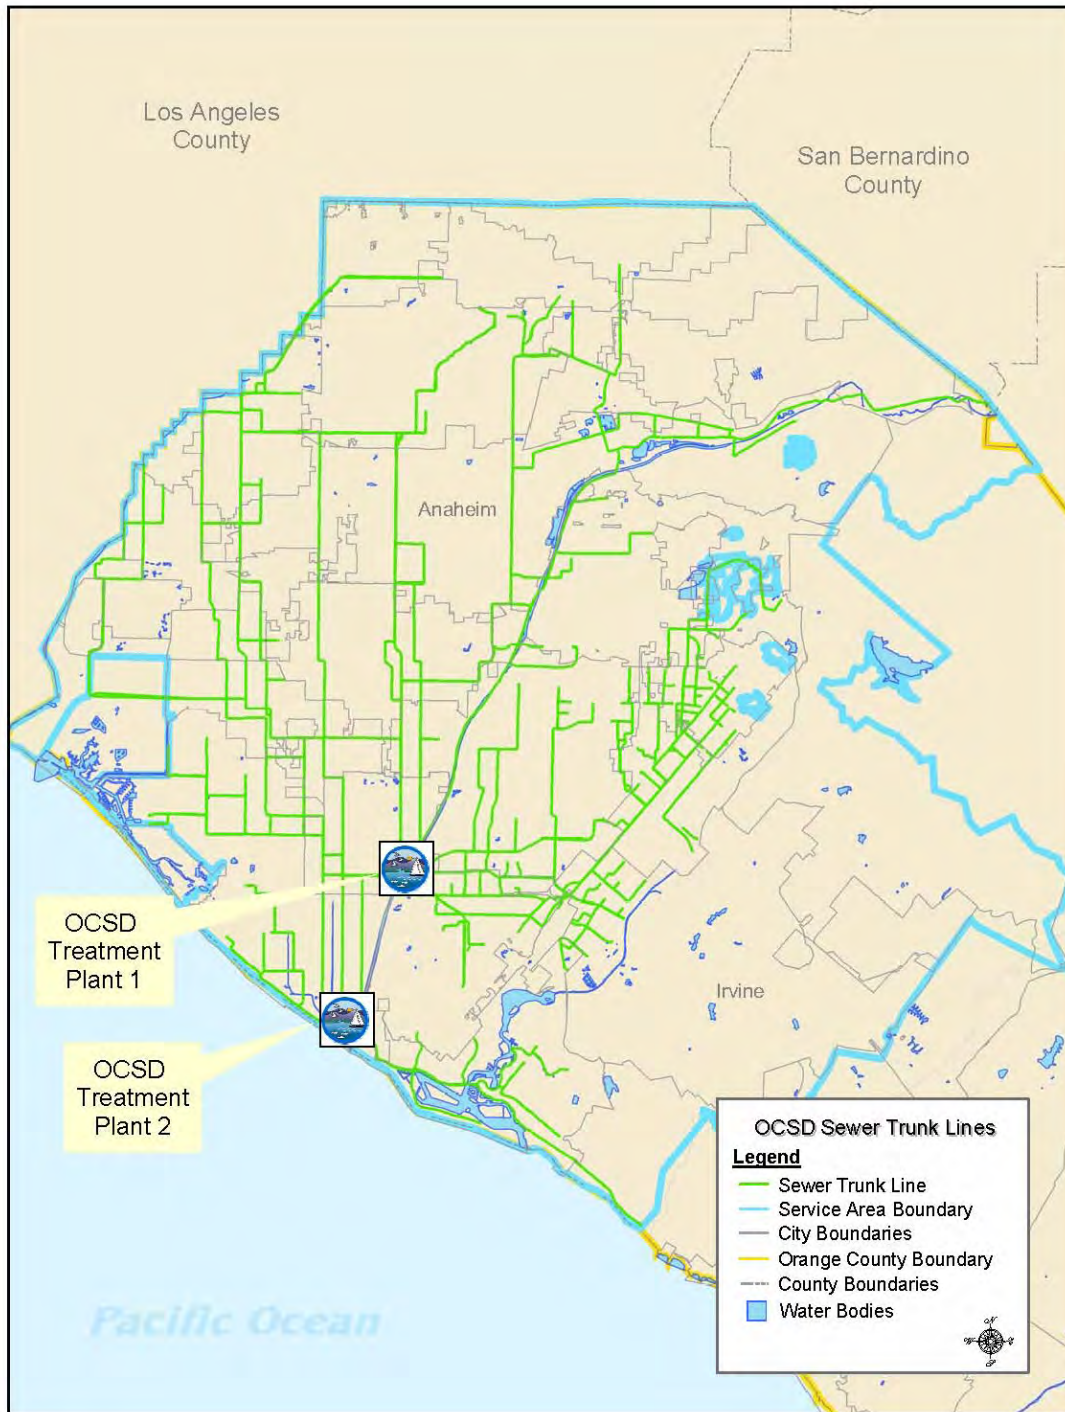 Los Angeles
County
San Bernardino
County
Anaheim
OCSD
Treatment
Plant 1
Irvine
OCSD
Treatment
Plant 2
OCSD Sewer Trunk Lines
Legend
Sewer Trunk Line
Service Area Boundary
City Boundaries
Orange County Boundary
County Boundaries
Water Bodies
Pacific Ocean